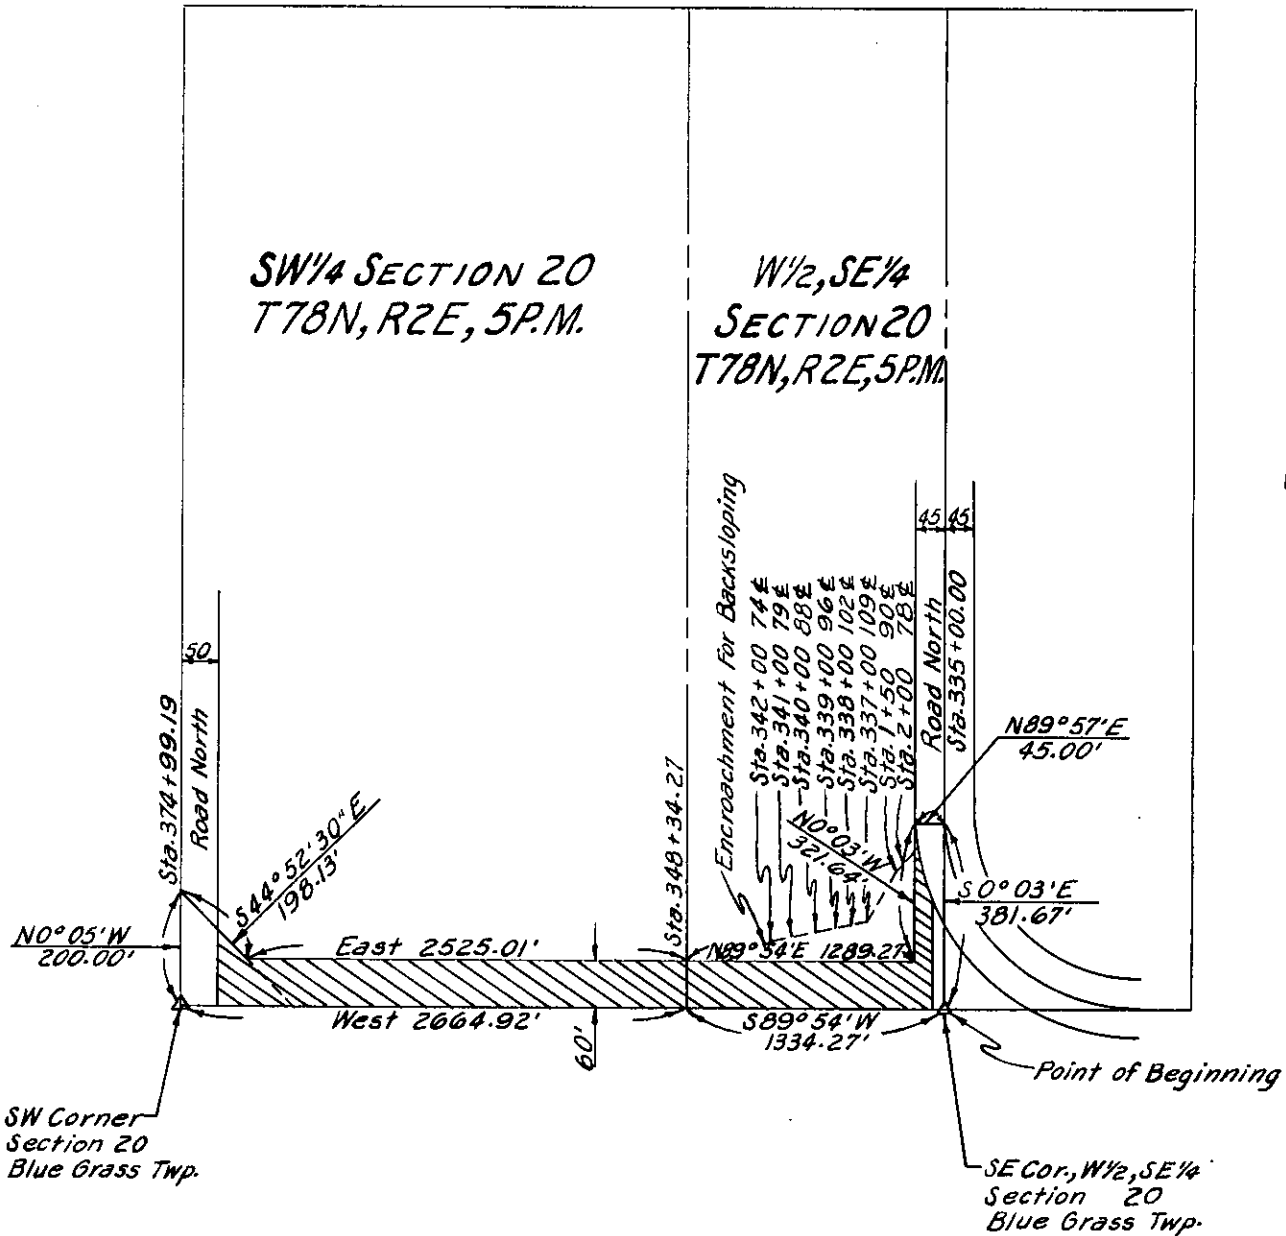 SW1/4 SECTION 20
T78N, R2E, 5P.M.
W1/2, SE1/4
SECTION 20
T78N, R2E, 5P.M.
Encroachment For Backsloping
Sta. 342+00 74 ℄
Sta. 341+00 79 ℄
Sta. 340+00 88 ℄
Sta. 339+00 96 ℄
Sta. 338+00 102 ℄
Sta. 337+00 109 ℄
Sta. 1+50 90 ℄
Sta. 2+00 78 ℄
45 45
Road North
Sta. 335+00.00
N89°57'E
45.00'
50
Sta. 374+99.19
Road North
S44°52'30"E
198.13'
Sta. 348+34.27
N0°03'W
321.64'
S0°03'E
381.67'
N0°05'W
200.00'
East 2525.01'
N89°54'E 1289.27'
West 2664.92'
60'
S89°54'W
1334.27'
Point of Beginning
SW Corner
Section 20
Blue Grass Twp.
SE Cor., W1/2, SE1/4
Section 20
Blue Grass Twp.